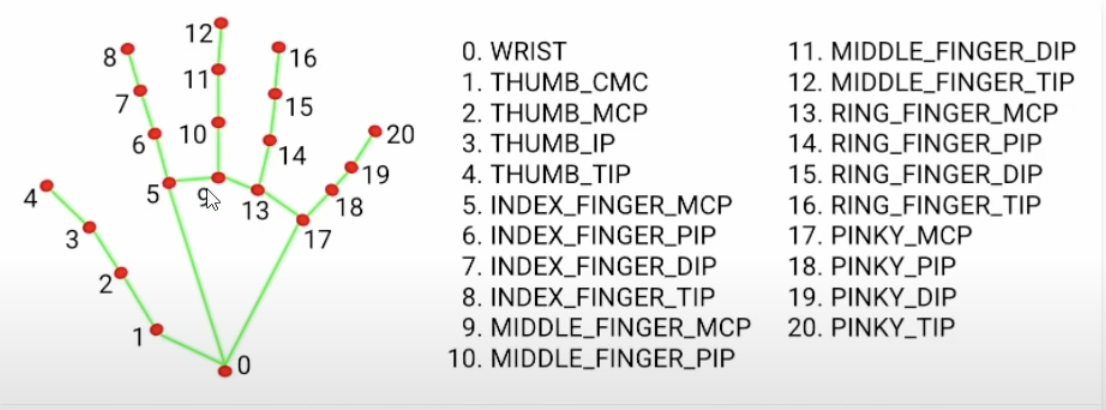 12
8
16
11
7
15
10
6
14
20
19
5
9
13
18
4
17
3
2
1
0
0. WRIST
1. THUMB_CMC
2. THUMB_MCP
3. THUMB_IP
4. THUMB_TIP
5. INDEX_FINGER_MCP
6. INDEX_FINGER_PIP
7. INDEX_FINGER_DIP
8. INDEX_FINGER_TIP
9. MIDDLE_FINGER_MCP
10. MIDDLE_FINGER_PIP
11. MIDDLE_FINGER_DIP
12. MIDDLE_FINGER_TIP
13. RING_FINGER_MCP
14. RING_FINGER_PIP
15. RING_FINGER_DIP
16. RING_FINGER_TIP
17. PINKY_MCP
18. PINKY_PIP
19. PINKY_DIP
20. PINKY_TIP